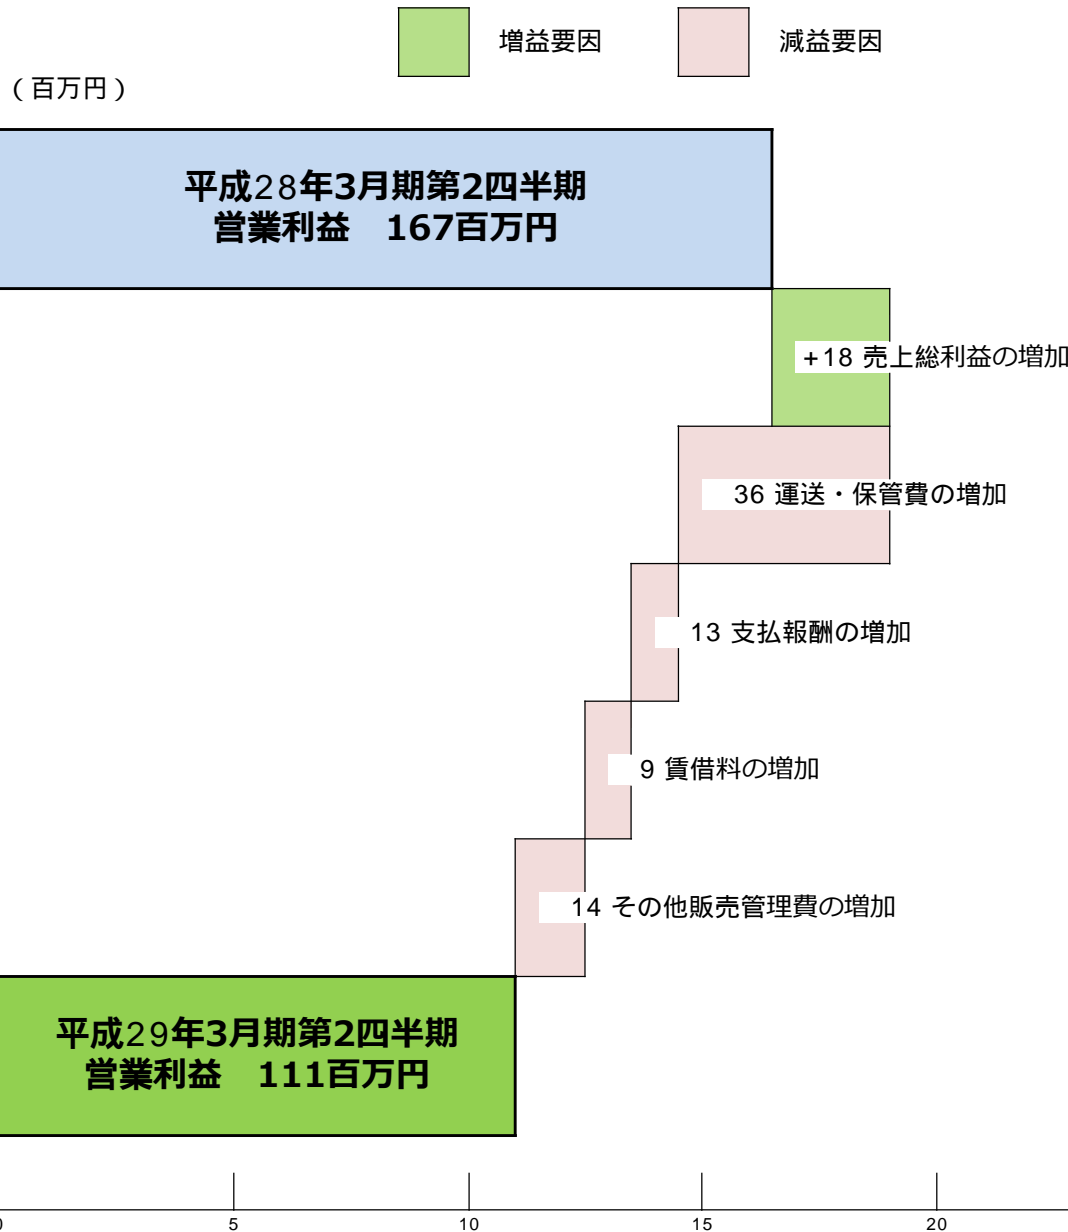 増益要因
減益要因
(百万円)
平成28年3月期第2四半期
営業利益　167百万円
+18 売上総利益の増加
36 運送・保管費の増加
13 支払報酬の増加
9 賃借料の増加
14 その他販売管理費の増加
平成29年3月期第2四半期
営業利益　111百万円
0 5 10 15 20